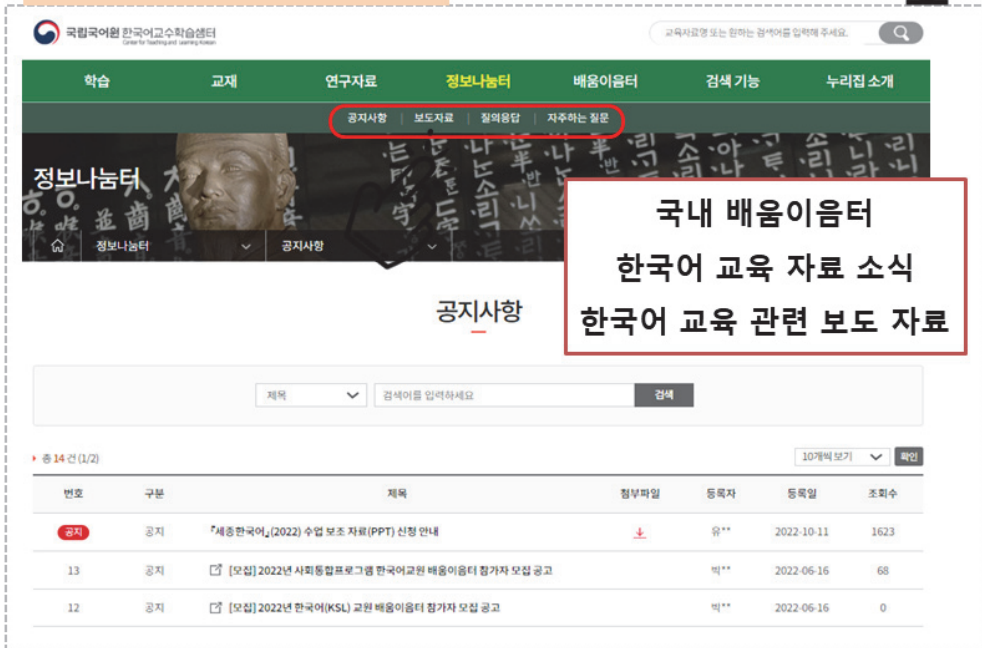 국립국어원 한국어교수학습샘터
Center for Teaching and Learning Korean
교육자료명 또는 원하는 검색어를 입력해 주세요.
학습 교재 연구자료 정보나눔터 배움이음터 검색 기능 누리집 소개
공지사항 보도자료 질의응답 자주하는 질문
정보나눔터
정보나눔터 공지사항
국내 배움이음터
한국어 교육 자료 소식
한국어 교육 관련 보도 자료
공지사항
제목 검색어를 입력하세요 검색
총 14 건 (1/2) 10개씩 보기 확인
번호 구분 제목 첨부파일 등록자 등록일 조회수
공지 공지 『세종한국어』(2022) 수업 보조 자료(PPT) 신청 안내 유** 2022-10-11 1623
13 공지 [모집] 2022년 사회통합프로그램 한국어교원 배움이음터 참가자 모집 공고 빅** 2022-06-16 68
12 공지 [모집] 2022년 한국어(KSL) 교원 배움이음터 참가자 모집 공고 빅** 2022-06-16 0